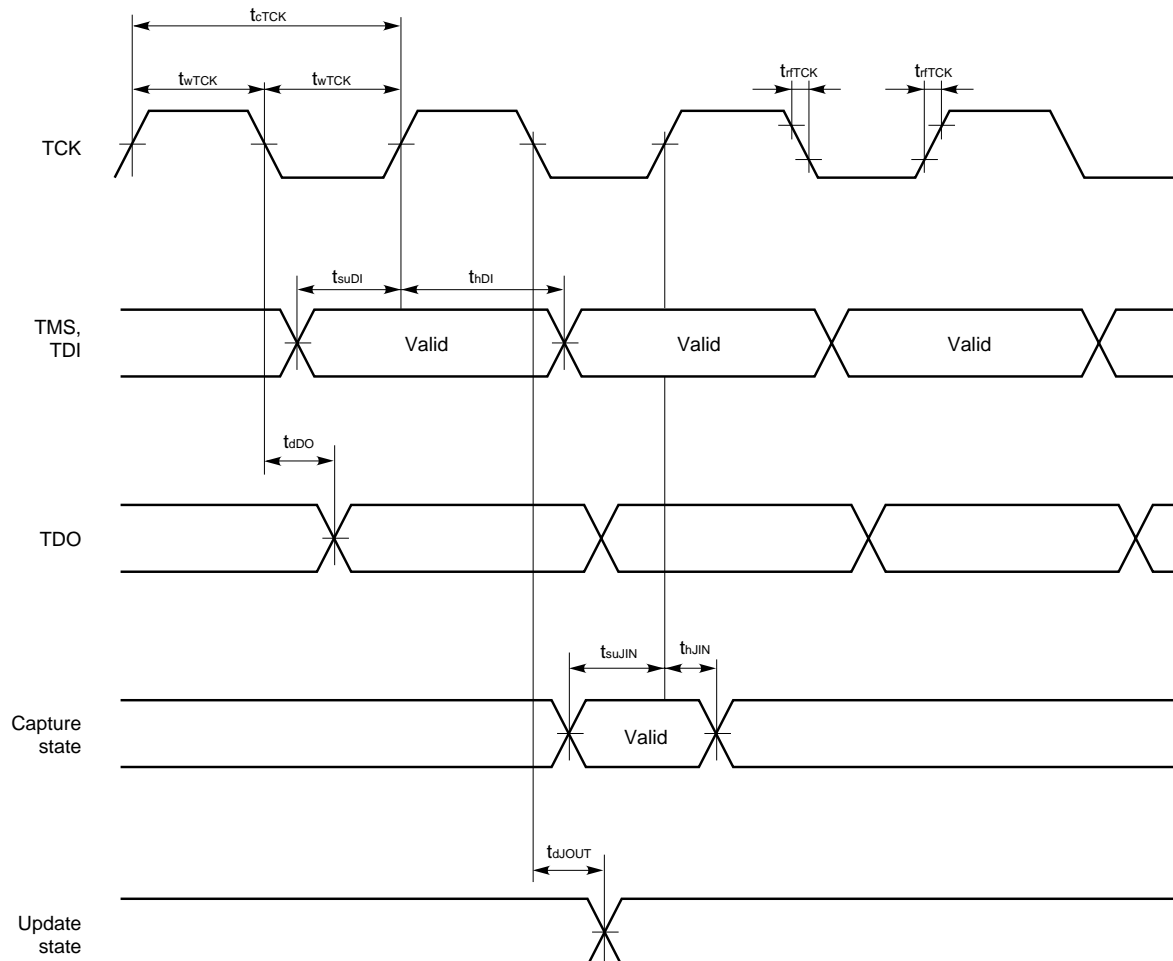 tcTCK
twTCK
twTCK
trfTCK
trfTCK
TCK
tsuDI
thDI
TMS,
TDI
Valid
Valid
Valid
tdDO
TDO
tsuJIN
thJIN
Capture
state
Valid
tdJOUT
Update
state